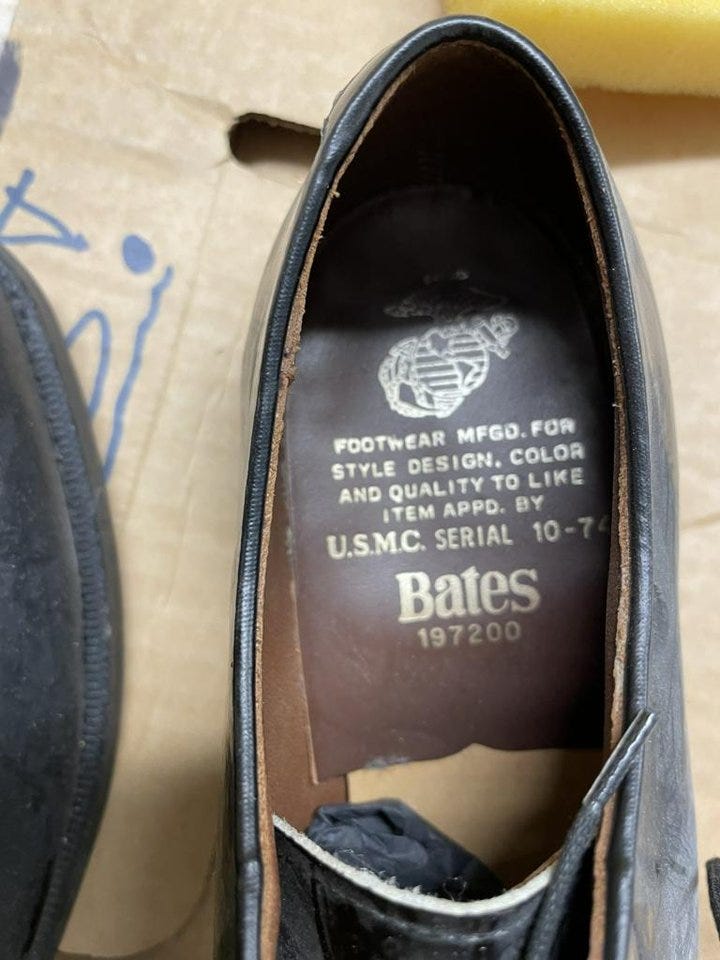 FOOTWEAR MFGD. FOR
STYLE DESIGN, COLOR
AND QUALITY TO LIKE
ITEM APPD. BY
U.S.M.C. SERIAL 10-74
Bates
197200